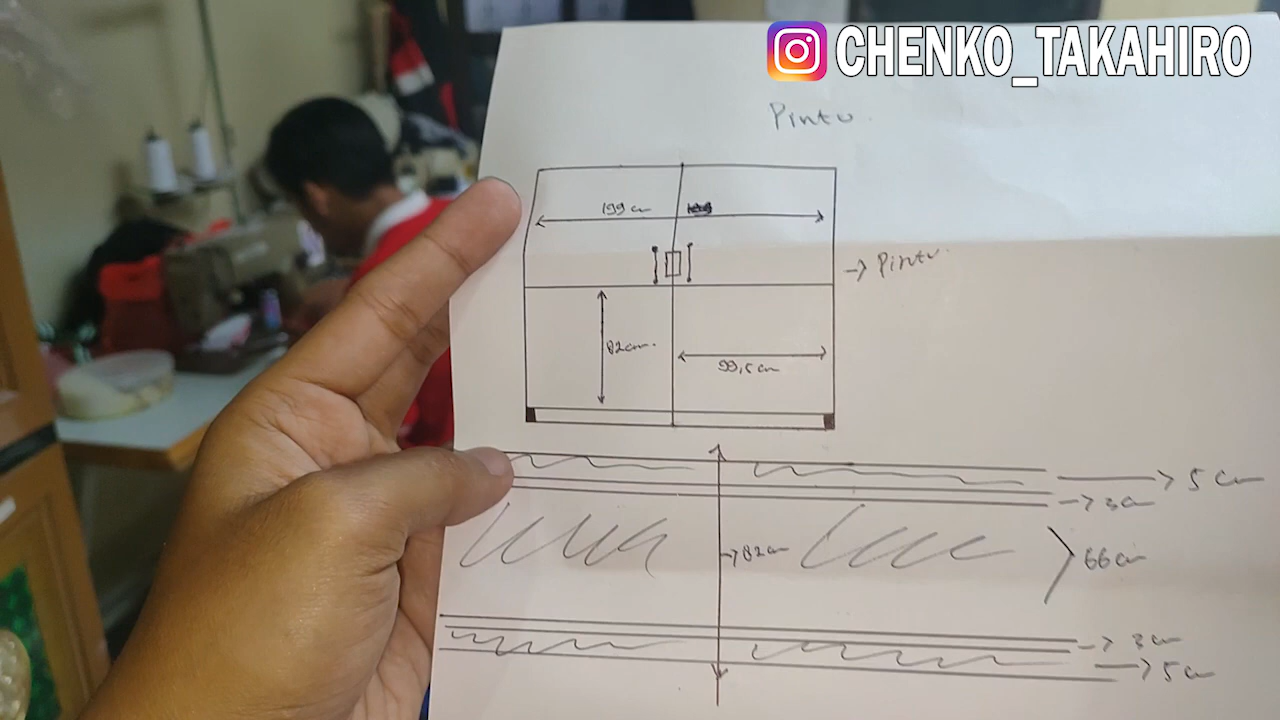 CHENKO_TAKAHIRO
Pintu
199 cm
→ Pintu
82 cm
99,5 cm
→ 5 cm
→ 3 cm
→ 82 cm
66 cm
→ 3 cm
→ 5 cm